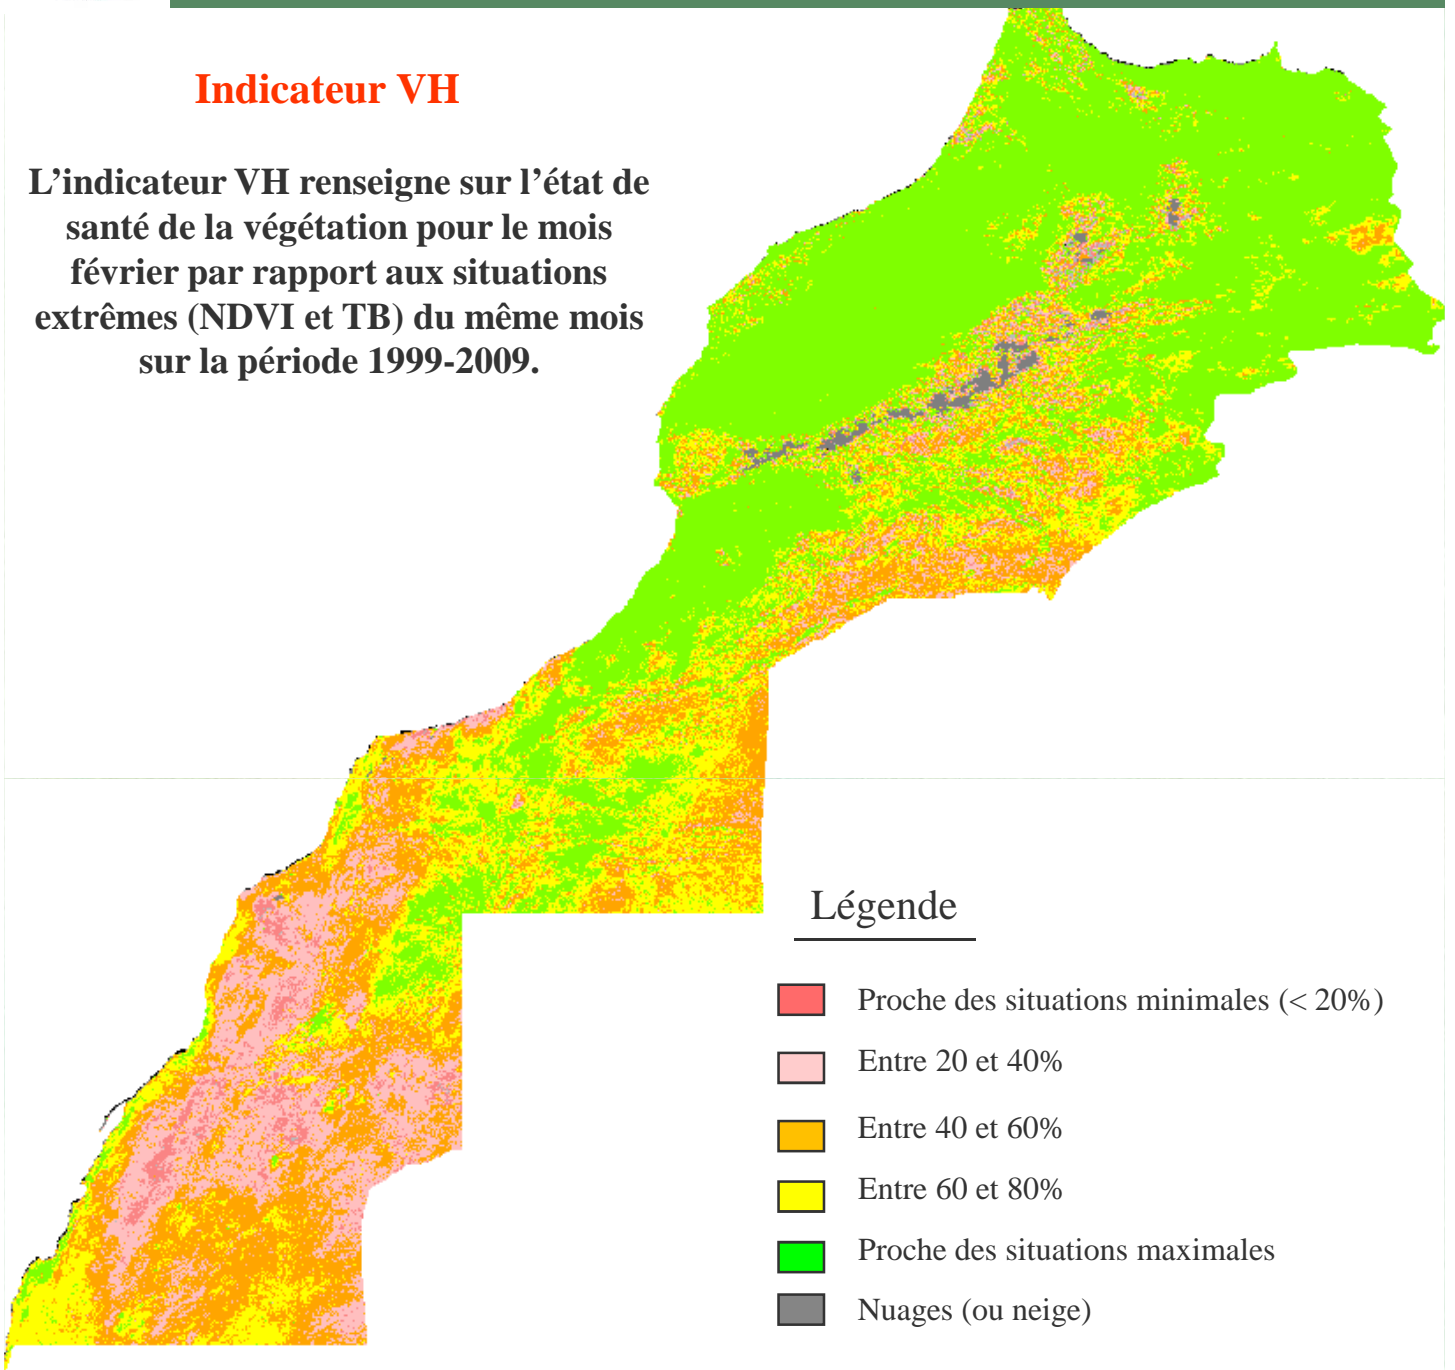 Indicateur VH
L’indicateur VH renseigne sur l’état de
santé de la végétation pour le mois
février par rapport aux situations
extrêmes (NDVI et TB) du même mois
sur la période 1999-2009.
Légende
Proche des situations minimales (< 20%)
Entre 20 et 40%
Entre 40 et 60%
Entre 60 et 80%
Proche des situations maximales
Nuages (ou neige)